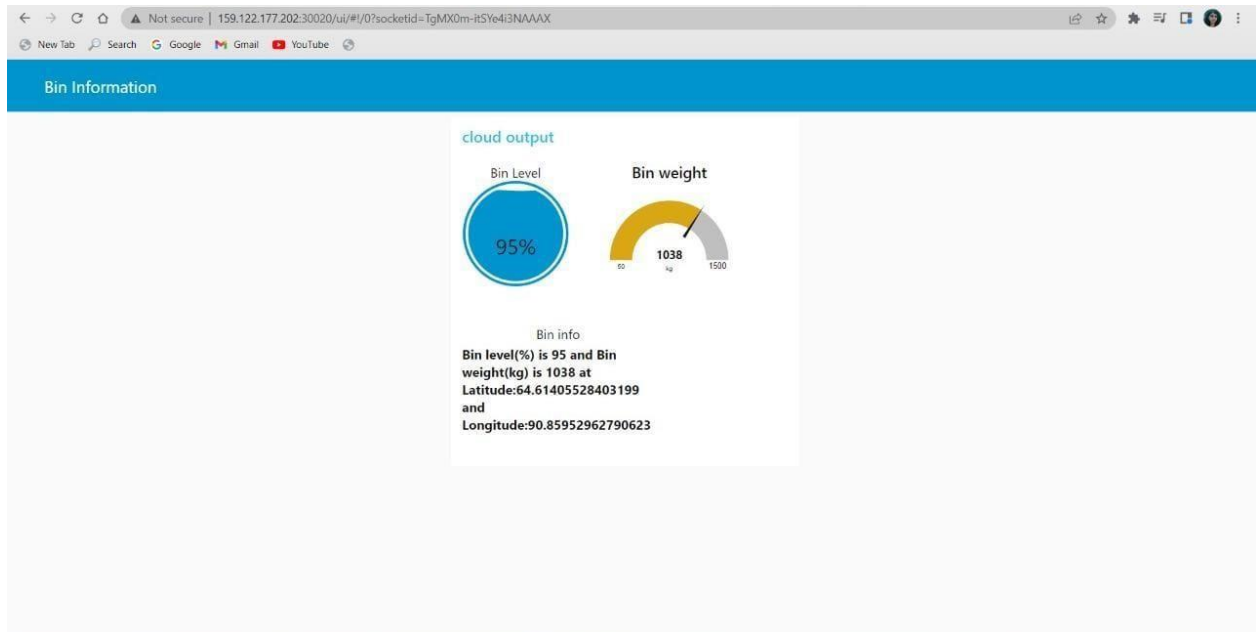 Not secure | 159.122.177.202:30020/ui/#!/0?socketid=TgMX0m-itSYe4i3NAAAX
New Tab Search Google Gmail YouTube
Bin Information
cloud output
Bin Level
95%
Bin weight
1038
kg
50
1500
Bin info
Bin level(%) is 95 and Bin
weight(kg) is 1038 at
Latitude:64.61405528403199
and
Longitude:90.85952962790623